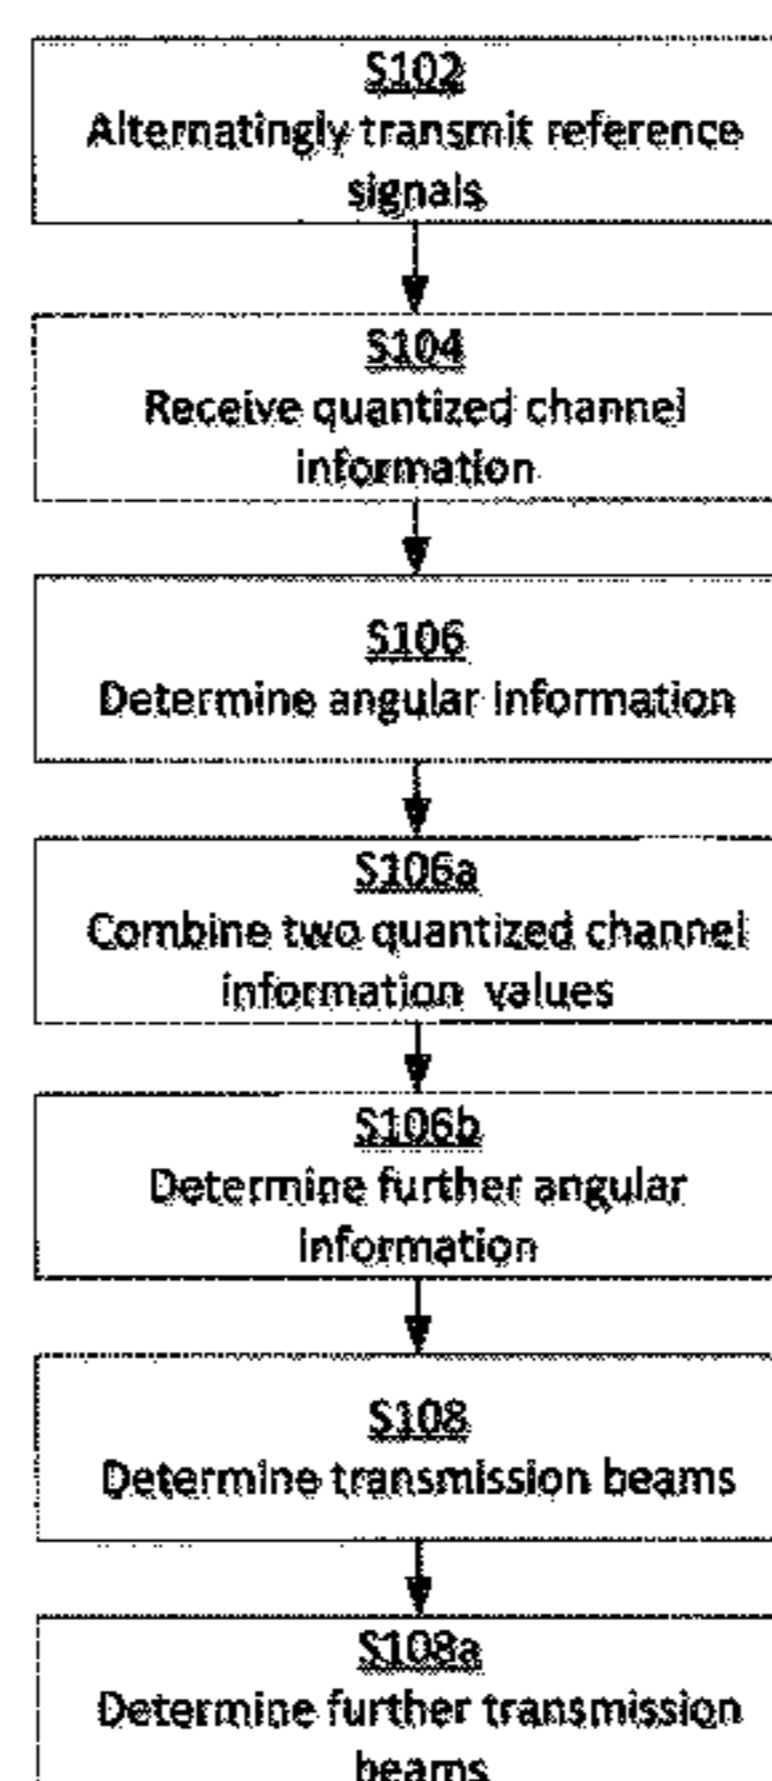 S102
Alternatingly transmit reference
signals
S104
Receive quantized channel
information
S106
Determine angular information
S106a
Combine two quantized channel
information values
S106b
Determine further angular
information
S108
Determine transmission beams
S108a
Determine further transmission
beams